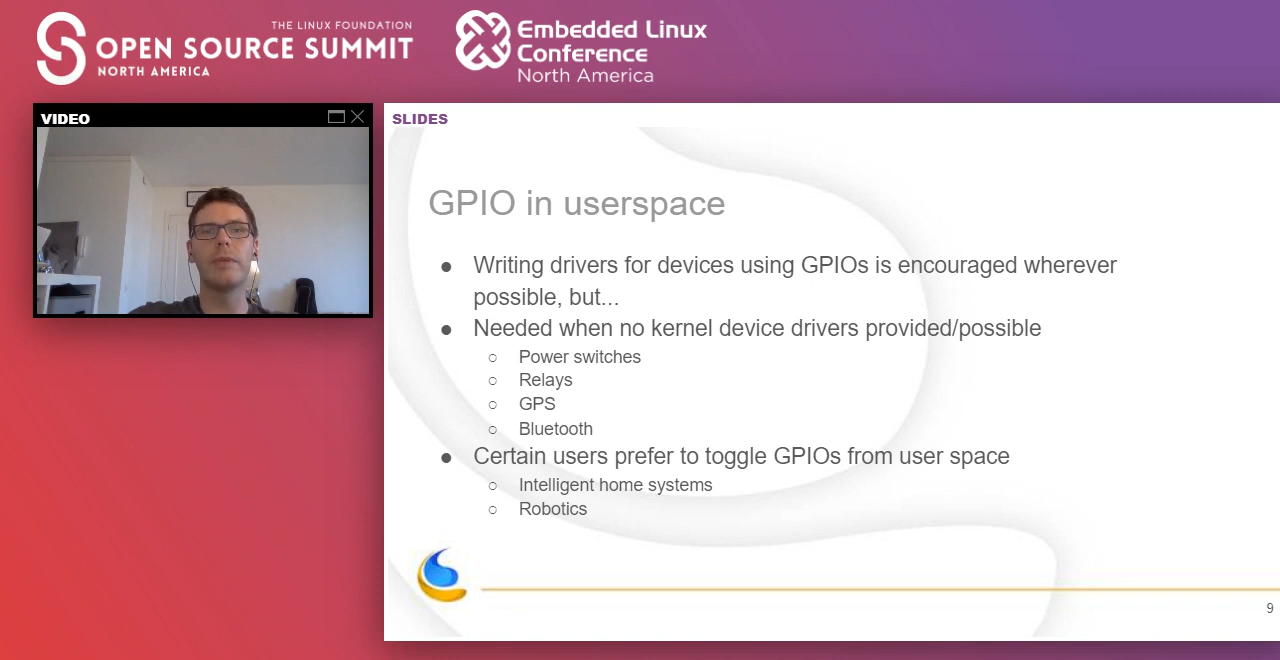 THE LINUX FOUNDATION
OPEN SOURCE SUMMIT
NORTH AMERICA
Embedded Linux
Conference
North America
VIDEO
SLIDES
GPIO in userspace
● Writing drivers for devices using GPIOs is encouraged wherever
possible, but...
● Needed when no kernel device drivers provided/possible
○ Power switches
○ Relays
○ GPS
○ Bluetooth
● Certain users prefer to toggle GPIOs from user space
○ Intelligent home systems
○ Robotics
9